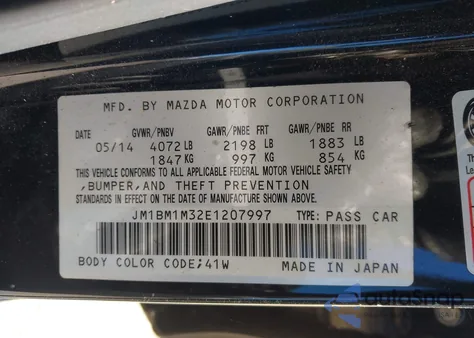 MFD. BY MAZDA MOTOR CORPORATION
DATE GVWR/PNBV GAWR/PNBE FRT GAWR/PNBE RR
05/14 4072 LB 2198 LB 1883 LB
1847 KG 997 KG 854 KG
THIS VEHICLE CONFORMS TO ALL APPLICABLE FEDERAL MOTOR VEHICLE SAFETY
,BUMPER,AND THEFT PREVENTION
STANDARDS IN EFFECT ON THE DATE OF MANUFACTURE SHOWN ABOVE.
JM1BM1M32E1207997 TYPE: PASS CAR
BODY COLOR CODE;41W MADE IN JAPAN
autoSnap